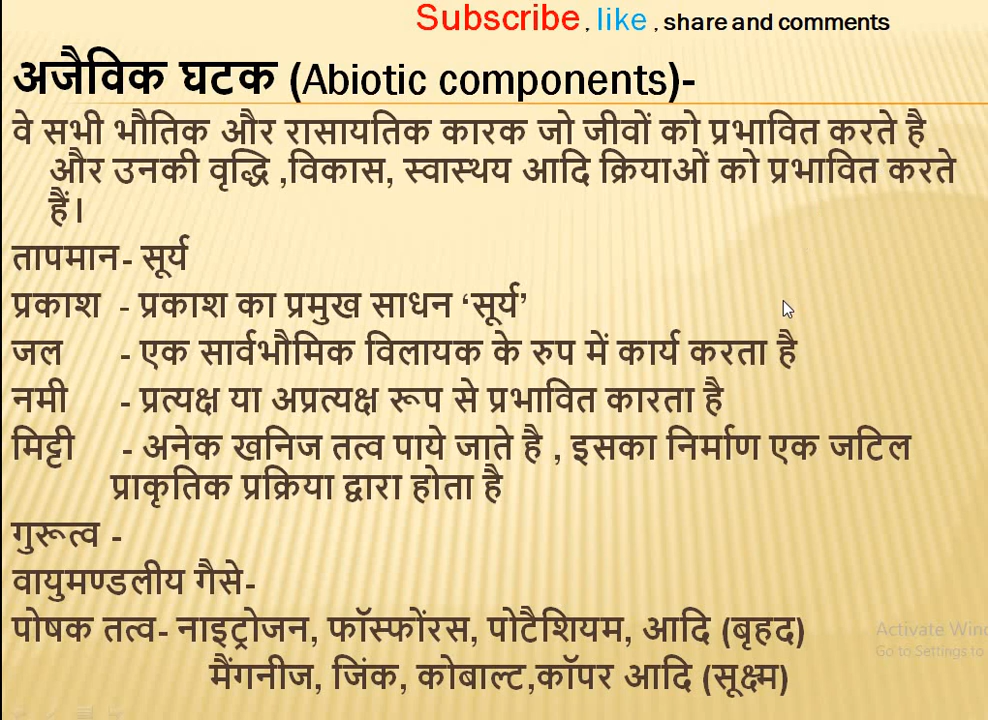 Subscribe , like , share and comments
अजैविक घटक (Abiotic components)-
वे सभी भौतिक और रासायतिक कारक जो जीवों को प्रभावित करते है
और उनकी वृद्धि ,विकास, स्वास्थय आदि क्रियाओं को प्रभावित करते
हैं।
तापमान- सूर्य
प्रकाश - प्रकाश का प्रमुख साधन ‘सूर्य’
जल - एक सार्वभौमिक विलायक के रुप में कार्य करता है
नमी - प्रत्यक्ष या अप्रत्यक्ष रूप से प्रभावित कारता है
मिट्टी - अनेक खनिज तत्व पाये जाते है , इसका निर्माण एक जटिल
प्राकृतिक प्रक्रिया द्वारा होता है
गुरूत्व -
वायुमण्डलीय गैसे-
पोषक तत्व- नाइट्रोजन, फॉस्फोंरस, पोटैशियम, आदि (बृहद)
मैंगनीज, जिंक, कोबाल्ट,कॉपर आदि (सूक्ष्म)
Activate Wind
Go to Settings to